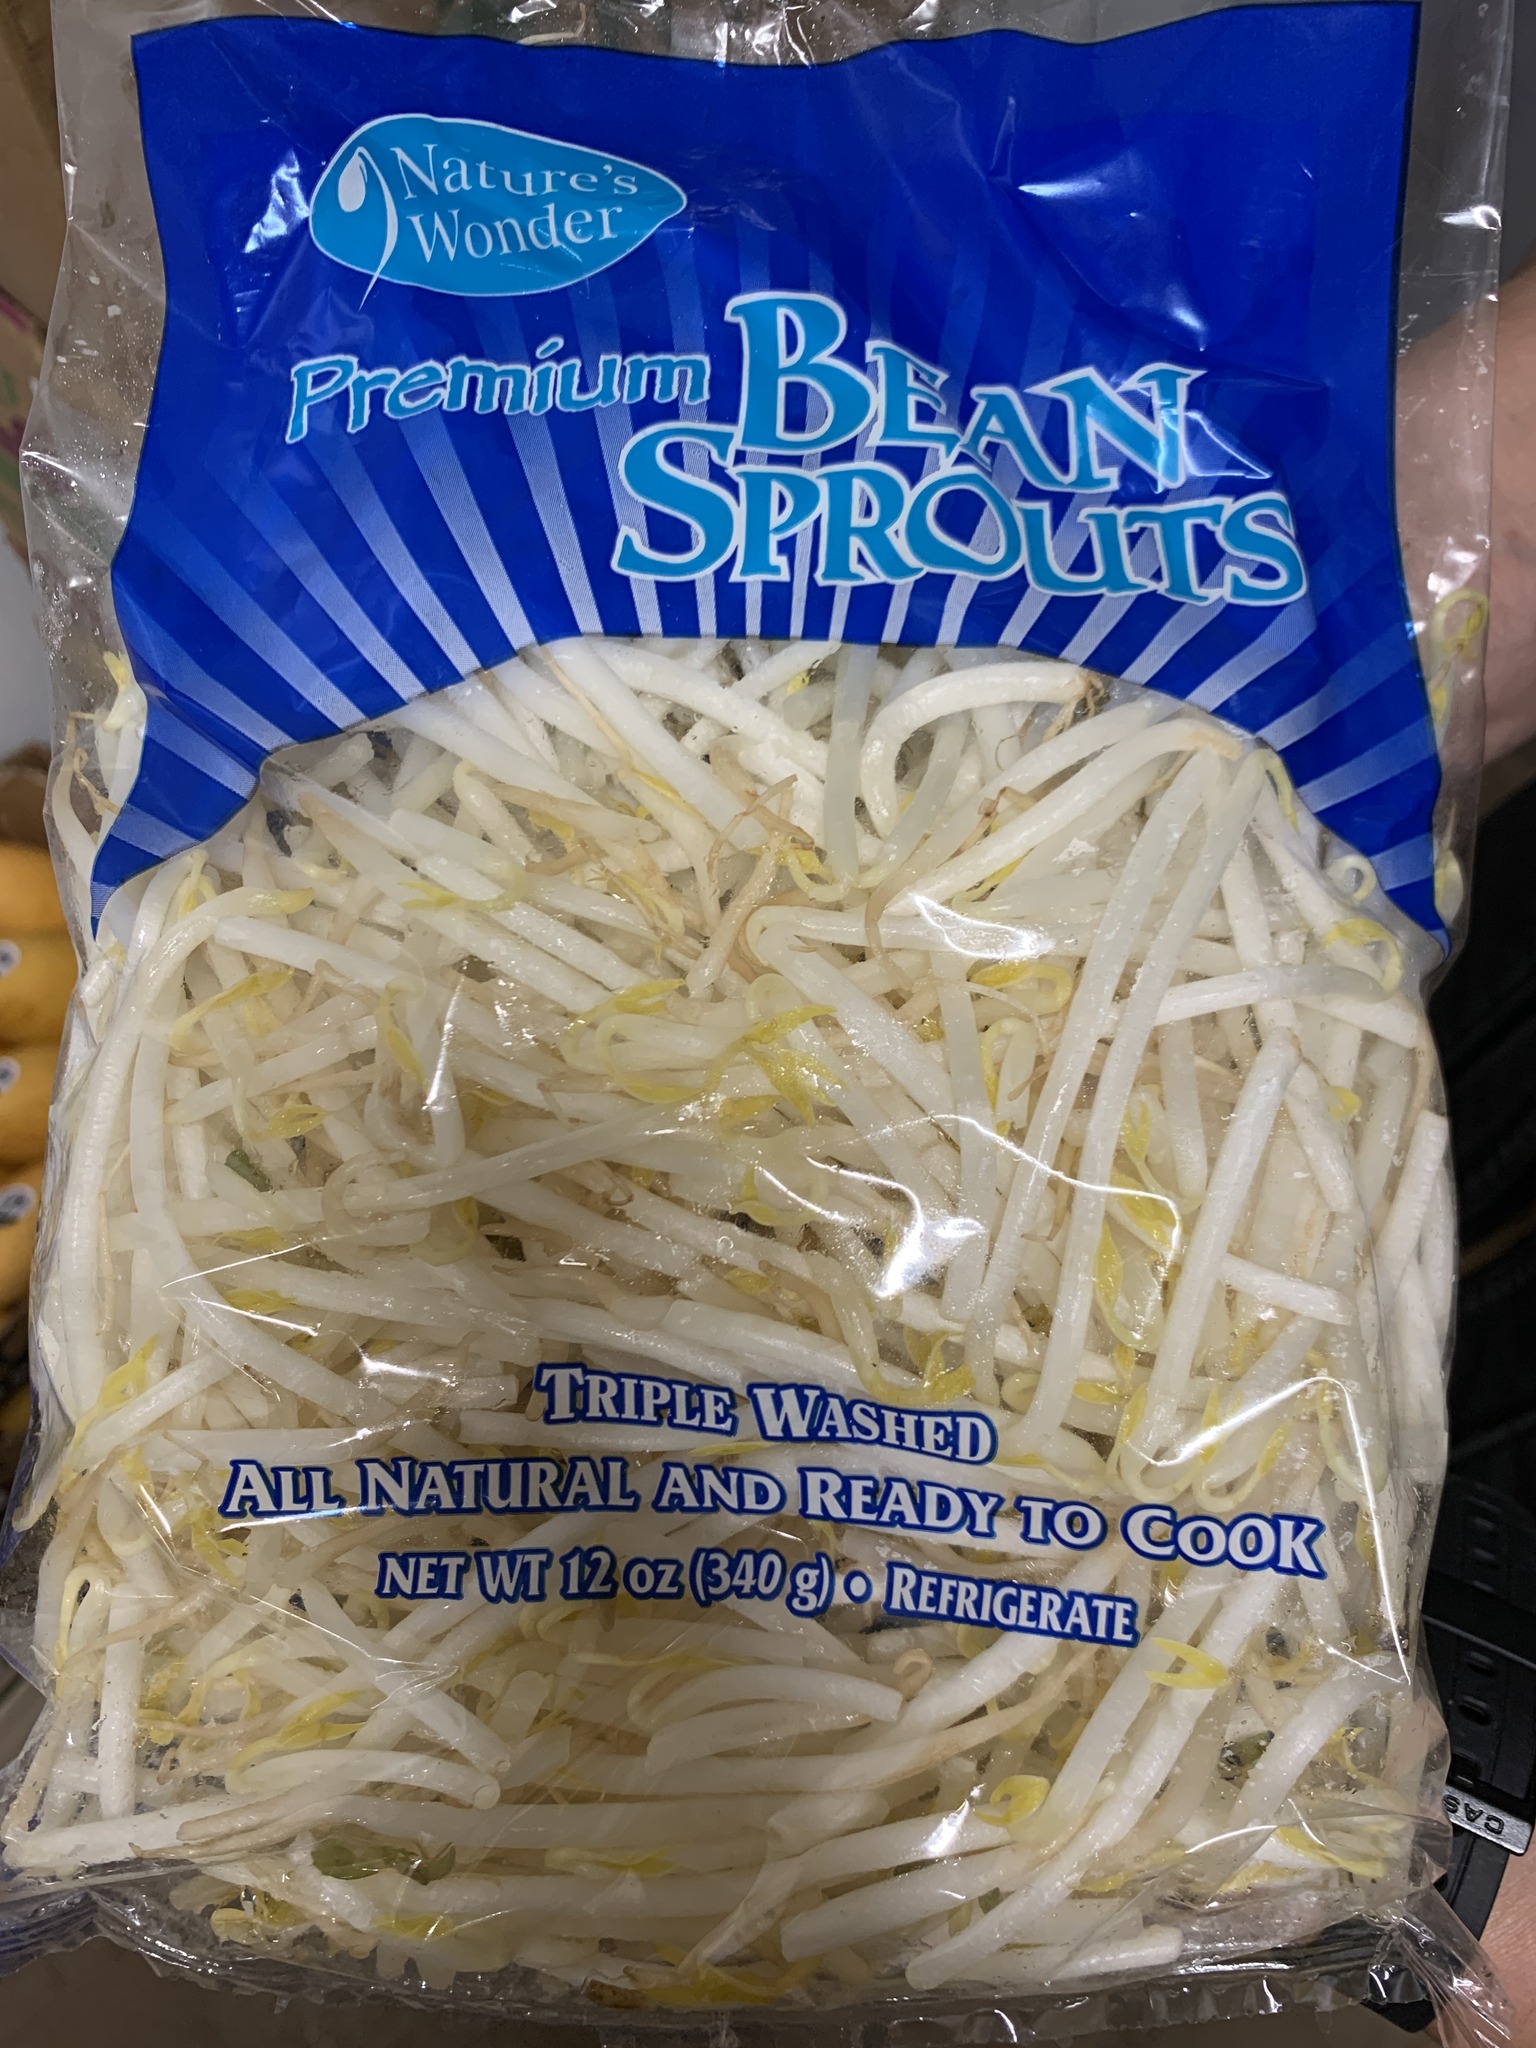 Nature's
Wonder
Premium BEAN
SPROUTS
TRIPLE WASHED
ALL NATURAL AND READY TO COOK
NET WT 12 oz (340 g) • REFRIGERATE